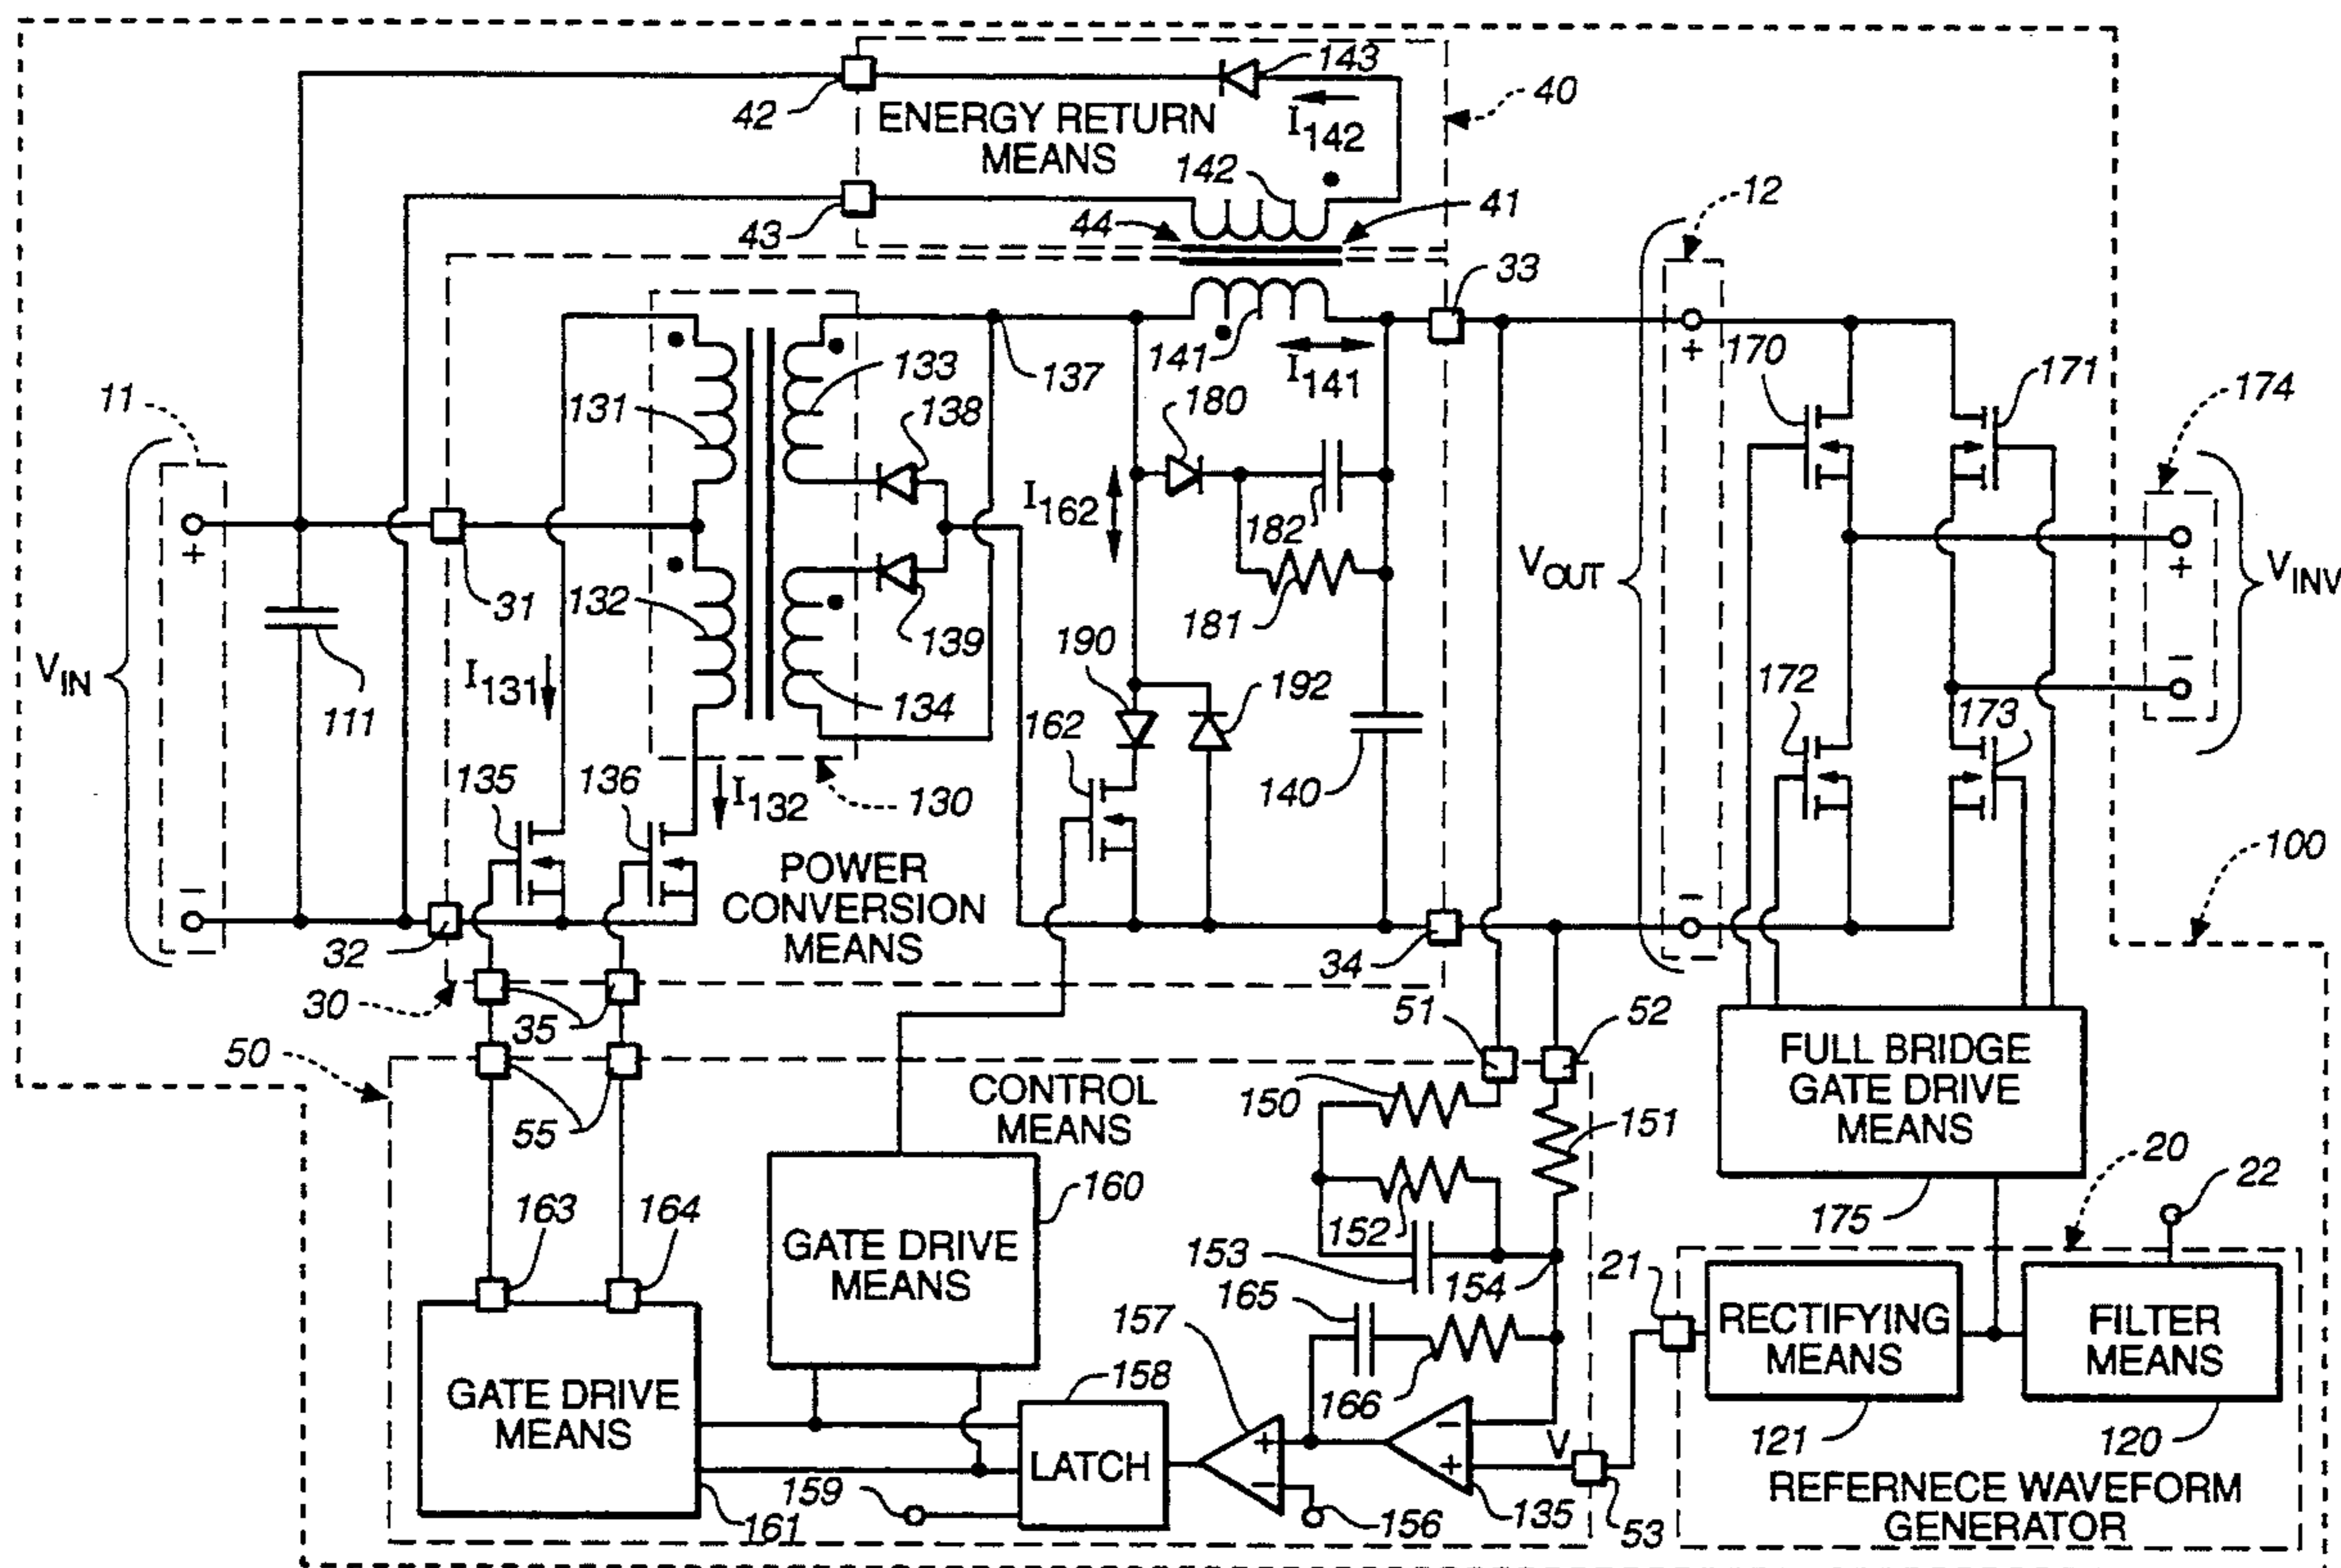 143
42
ENERGY RETURN
MEANS
I142
40
142
43
44
41
12
33
11
131
133
138
137
141
I141
170
171
174
180
+
+
I162
182
VOUT
+
VINV
31
132
139
181
VIN
111
I131
134
190
192
172
173
−
162
135
136
I132
130
140
100
POWER
CONVERSION
MEANS
−
−
32
34
30
35
51
52
50
CONTROL
MEANS
150
FULL BRIDGE
GATE DRIVE
MEANS
55
151
20
22
163
164
160
152
175
GATE DRIVE
MEANS
153
154
21
165
157
RECTIFYING
MEANS
FILTER
MEANS
GATE DRIVE
MEANS
158
166
−
V
+
−
+
LATCH
121
120
159
161
156
135
53
REFERNECE WAVEFORM
GENERATOR